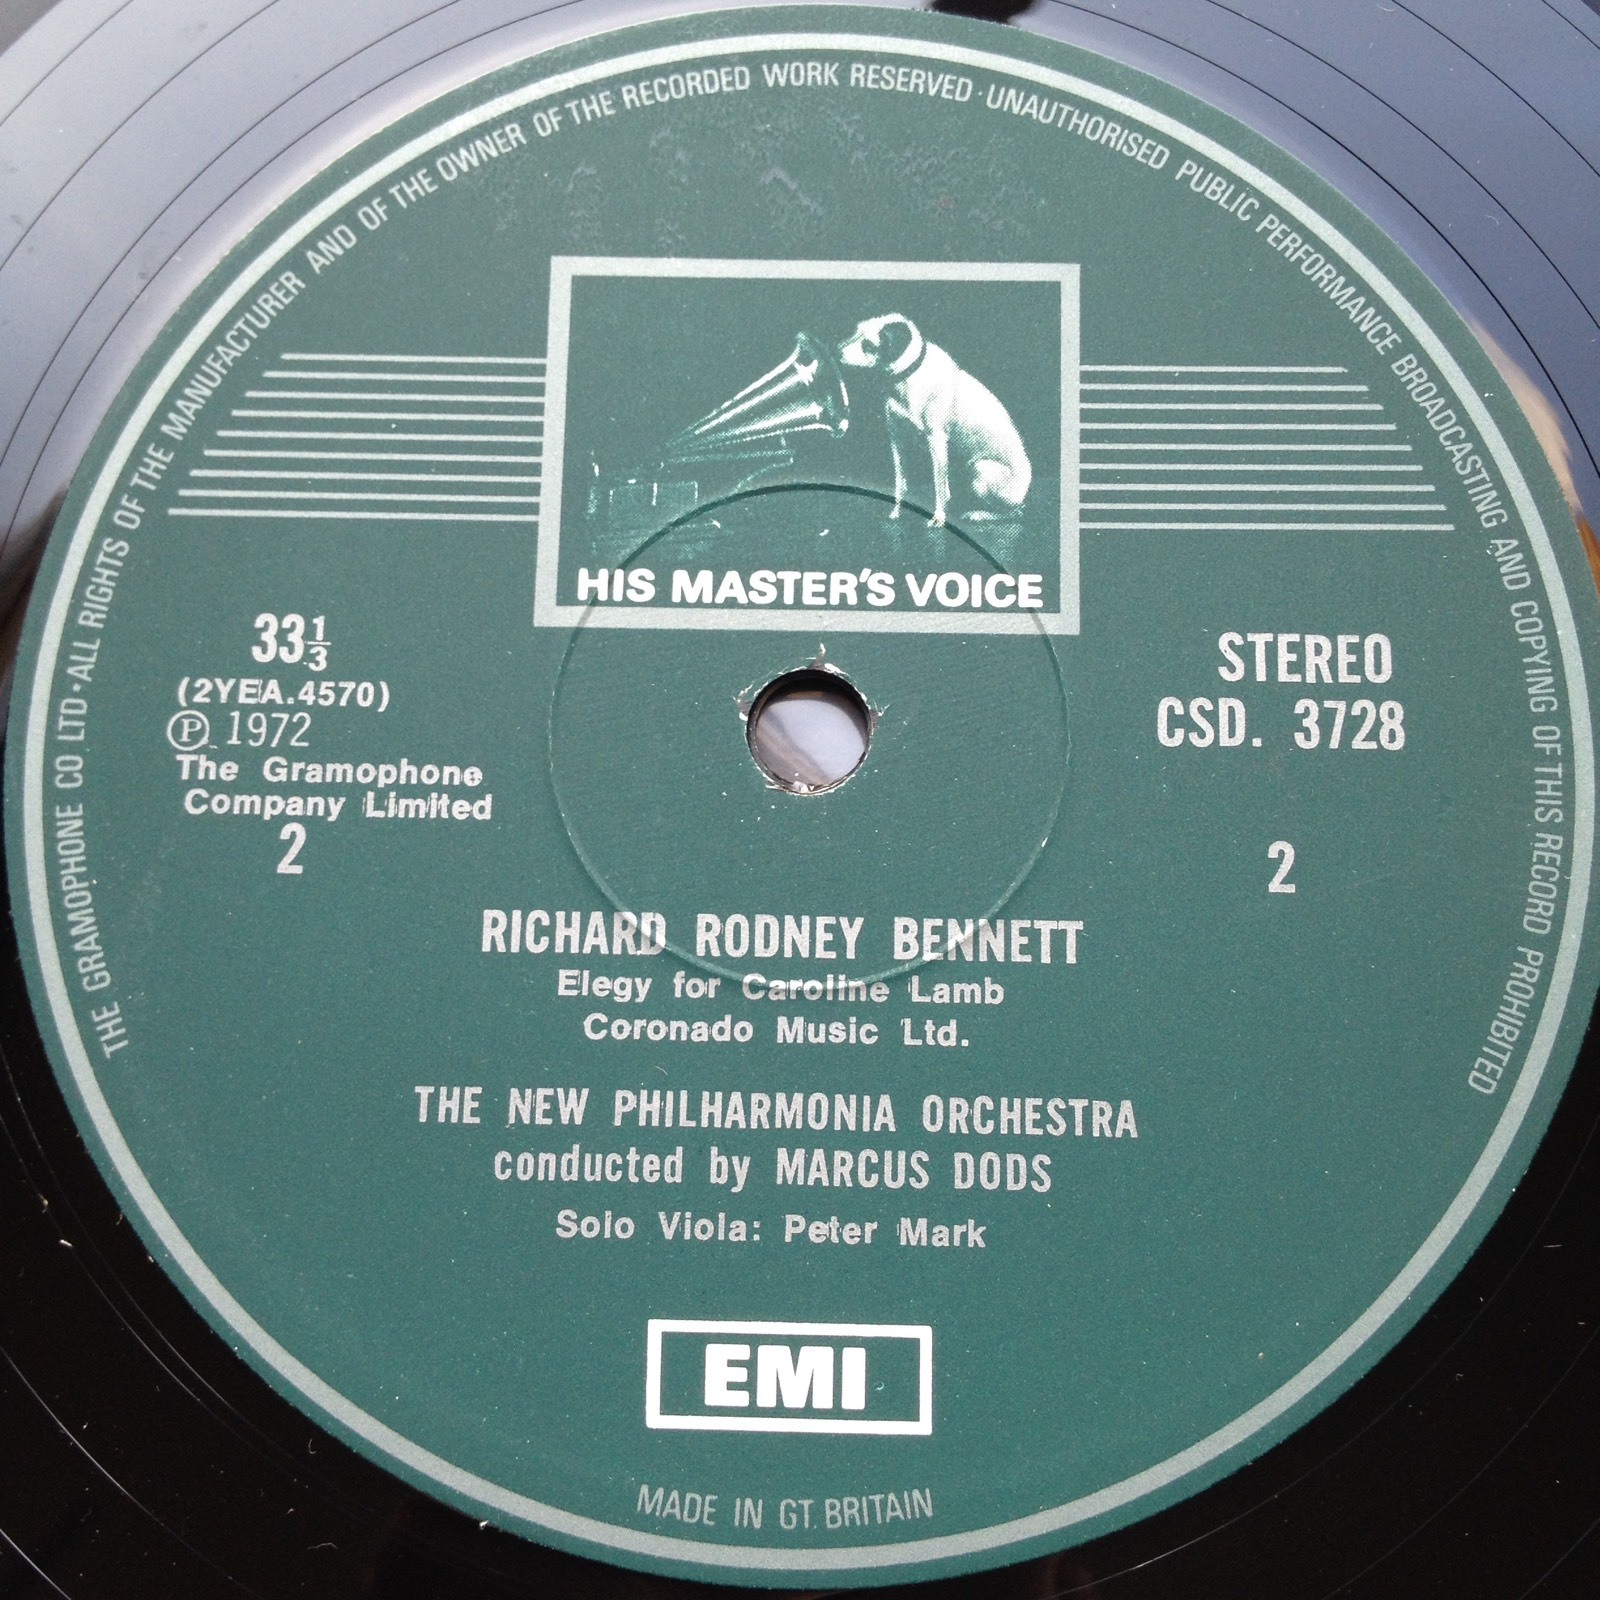 THE GRAMOPHONE CO LTD · ALL RIGHTS OF THE MANUFACTURER AND OF THE OWNER OF THE RECORDED WORK RESERVED · UNAUTHORISED PUBLIC PERFORMANCE BROADCASTING AND COPYING OF THIS RECORD PROHIBITED
HIS MASTER'S VOICE
33⅓
(2YEA.4570)
Ⓟ 1972
The Gramophone
Company Limited
2
STEREO
CSD. 3728
2
RICHARD RODNEY BENNETT
Elegy for Caroline Lamb
Coronado Music Ltd.
THE NEW PHILHARMONIA ORCHESTRA
conducted by MARCUS DODS
Solo Viola: Peter Mark
EMI
MADE IN GT. BRITAIN